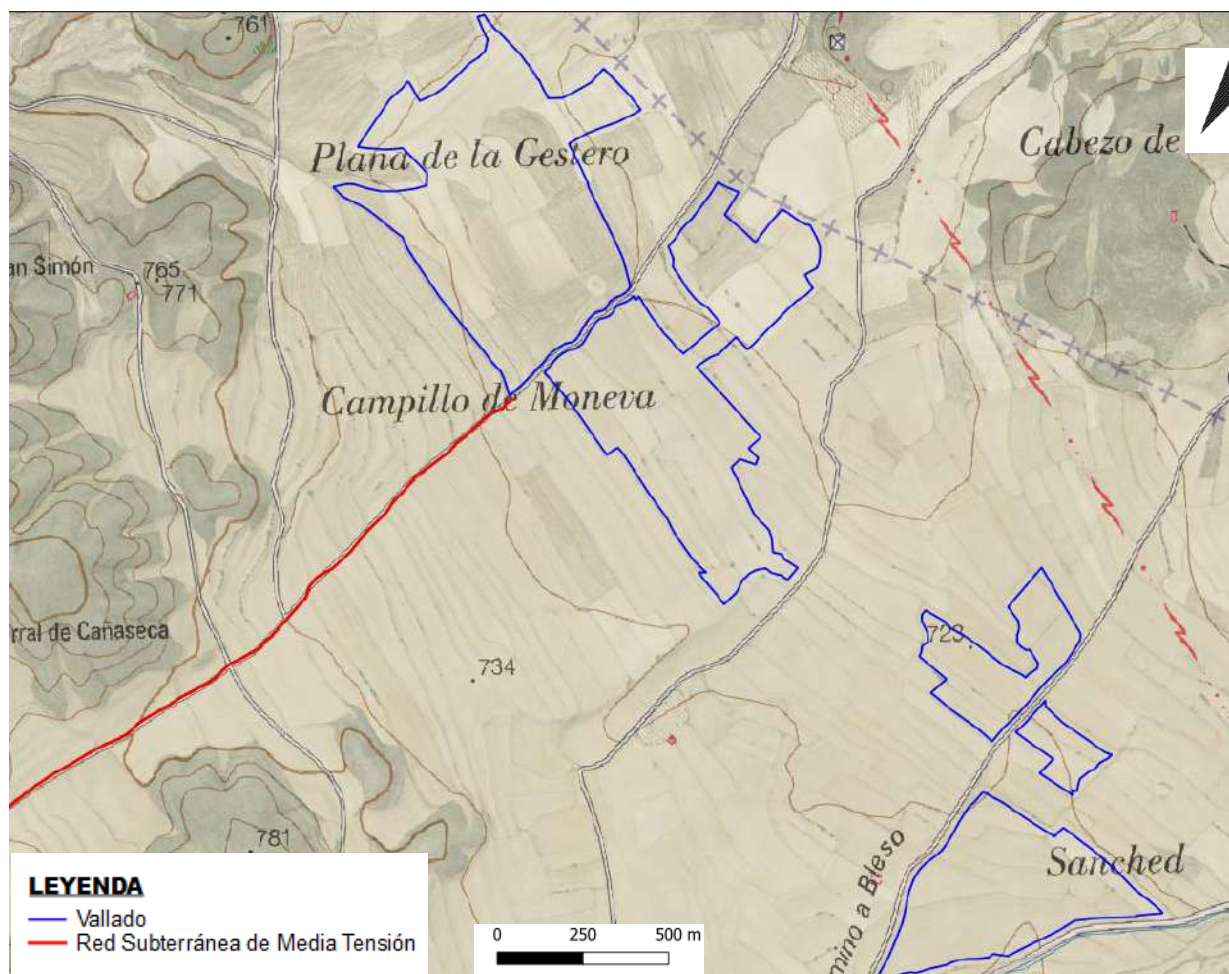 761
Plana de la Gestero
Cabezo de
an Simón
765
771
Campillo de Moneva
rral de Cañaseca
723
734
781
Sanched
mino a Bleso
LEYENDA
Vallado
Red Subterránea de Media Tensión
0 250 500 m